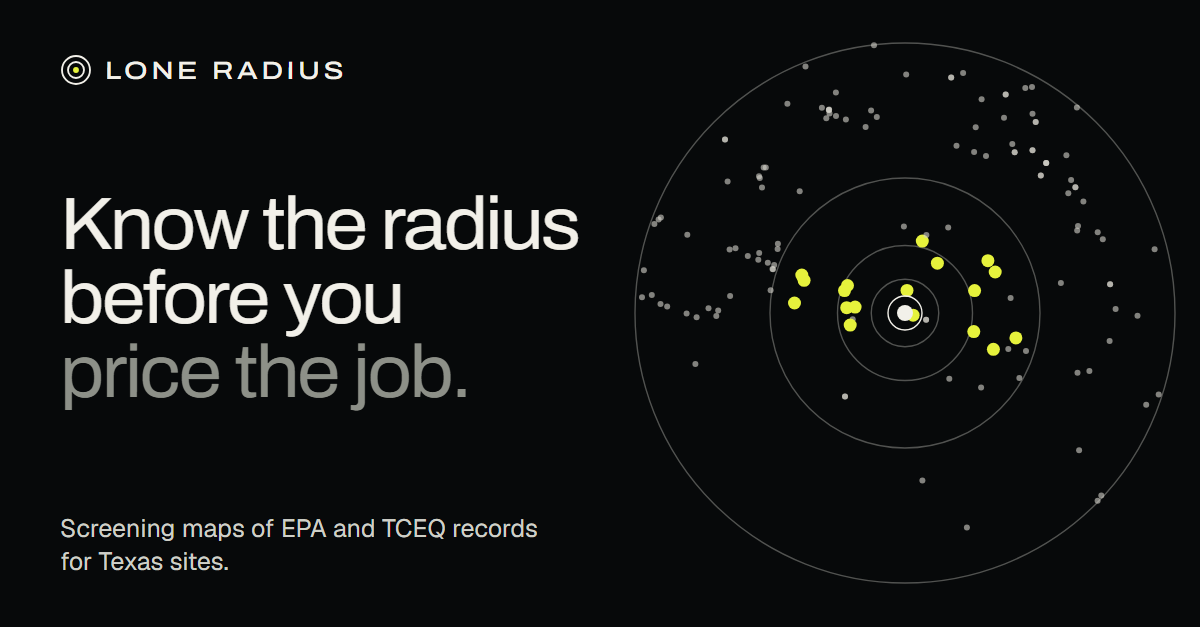 LONE RADIUS
Know the radius
before you
price the job.
Screening maps of EPA and TCEQ records
for Texas sites.